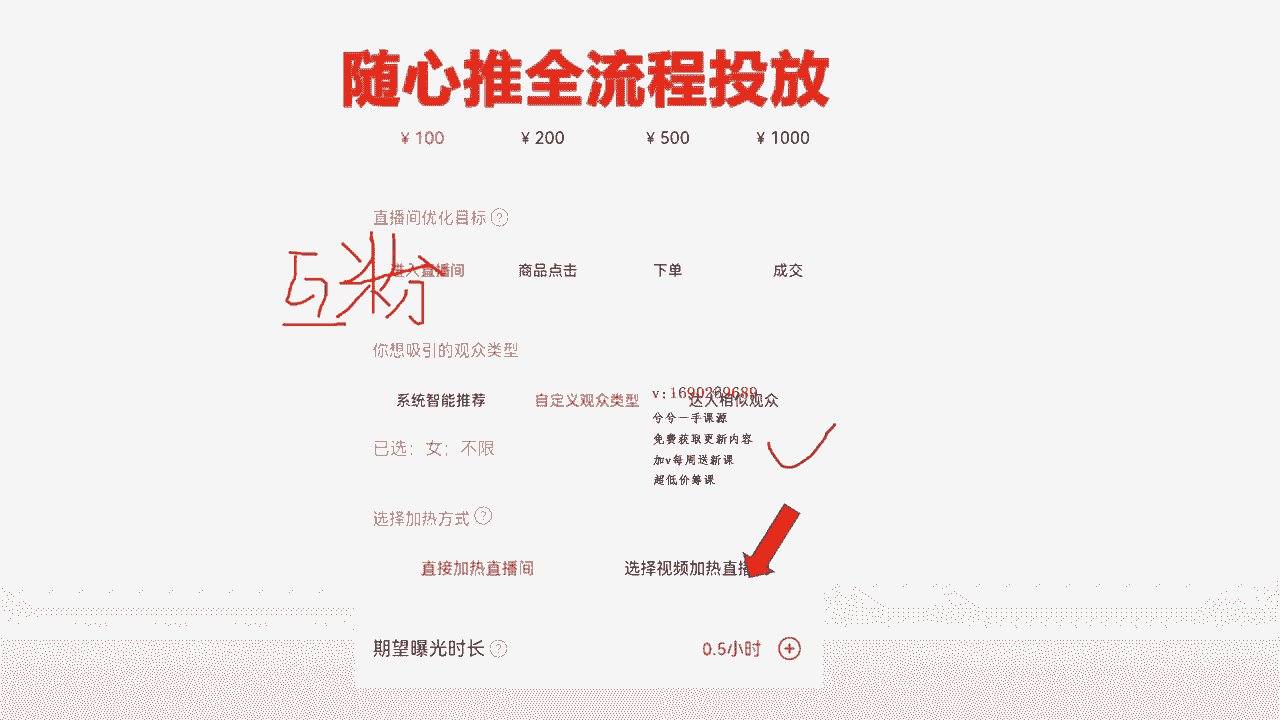 随心推全流程投放
¥ 100 ¥ 200 ¥ 500 ¥ 1000
直播间优化目标 ?
进入直播间 商品点击 下单 成交
互粉
你想吸引的观众类型
系统智能推荐 自定义观众类型 达人相似观众
v:1690269689
兮兮一手课源
免费获取更新内容
已选：女；不限
加v每周送新课
超低价筹课
选择加热方式 ?
直接加热直播间 选择视频加热直播
期望曝光时长 ? 0.5小时